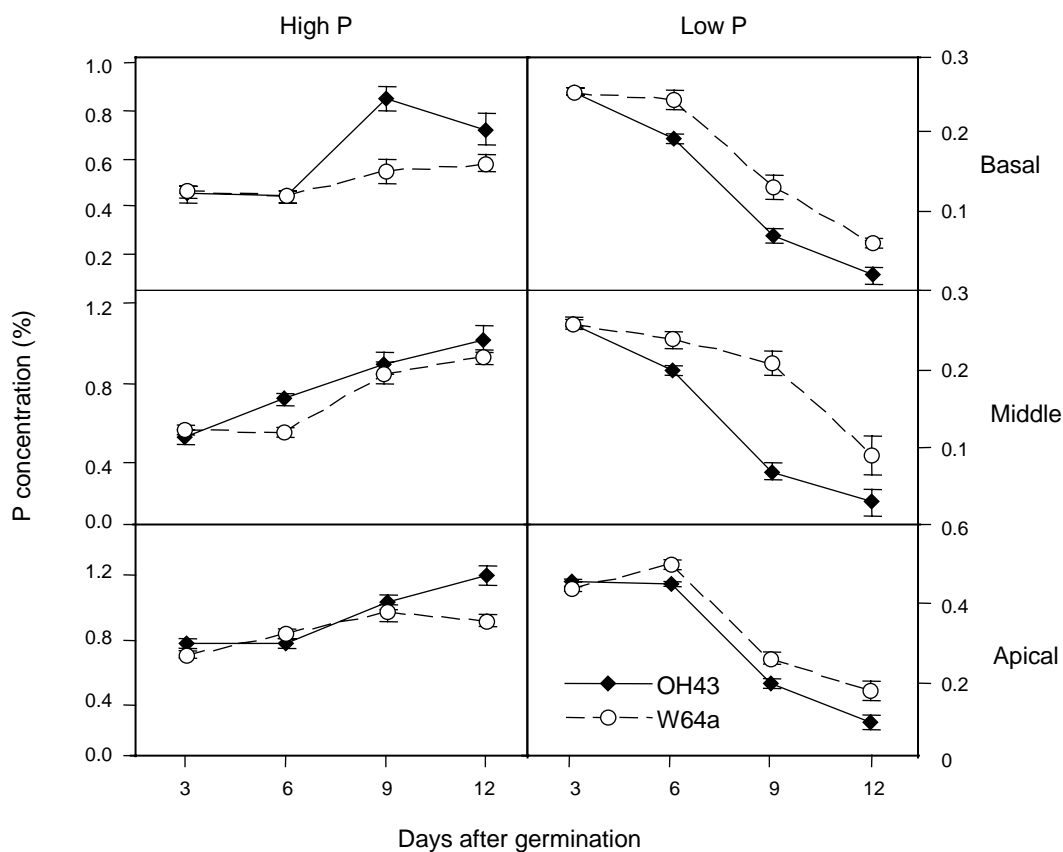 High P Low P
1.0
0.8
0.6
0.4
0.2
0.3
0.2
0.1
Basal
1.2
0.8
0.4
0.0
0.3
0.2
0.1
Middle
1.2
0.8
0.4
0.0
0.6
0.4
0.2
0
Apical
OH43
W64a
P concentration (%)
3 6 9 12 3 6 9 12
Days after germination